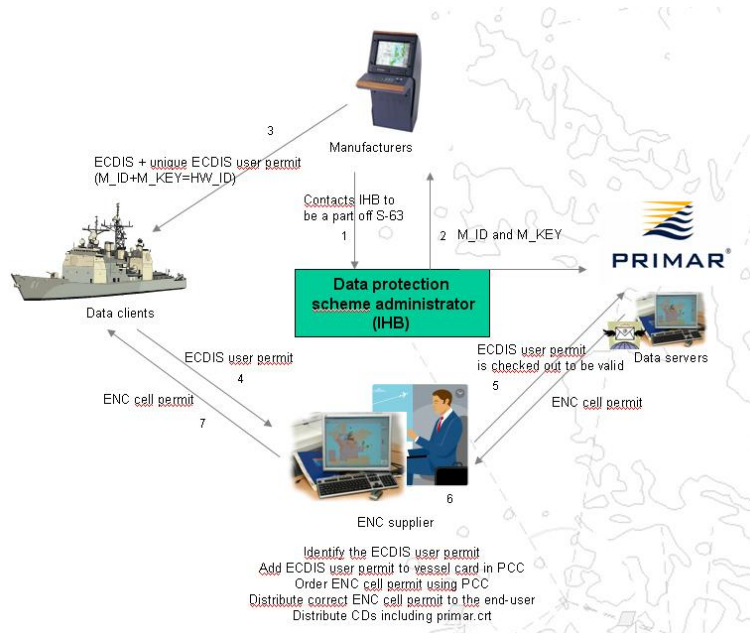 3
Manufacturers
ECDIS + unique ECDIS user permit
(M_ID+M_KEY=HW_ID)
Contacts IHB to
be a part off S-63
1
2 M_ID and M_KEY
PRIMAR®
Data protection
scheme administrator
(IHB)
Data clients
Data servers
ECDIS user permit
4
ECDIS user permit
is checked out to be valid
5
ENC cell permit
7
ENC cell permit
6
ENC supplier
Identify the ECDIS user permit
Add ECDIS user permit to vessel card in PCC
Order ENC cell permit using PCC
Distribute correct ENC cell permit to the end-user
Distribute CDs including primar.crt